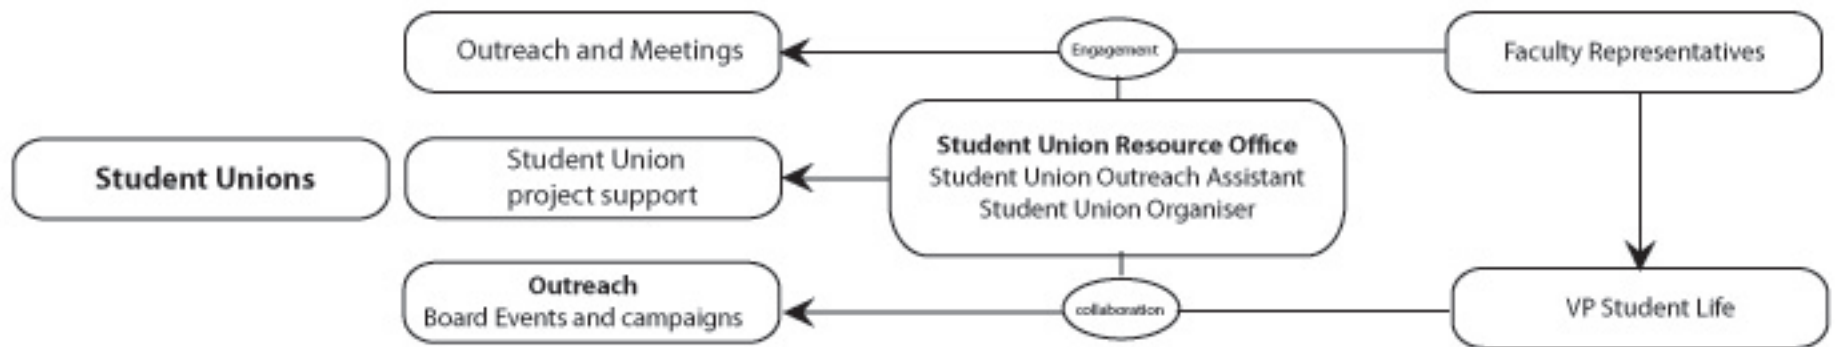 Outreach and Meetings
Engagement
Faculty Representatives
Student Unions
Student Union
project support
Student Union Resource Office
Student Union Outreach Assistant
Student Union Organiser
Outreach
Board Events and campaigns
collaboration
VP Student Life